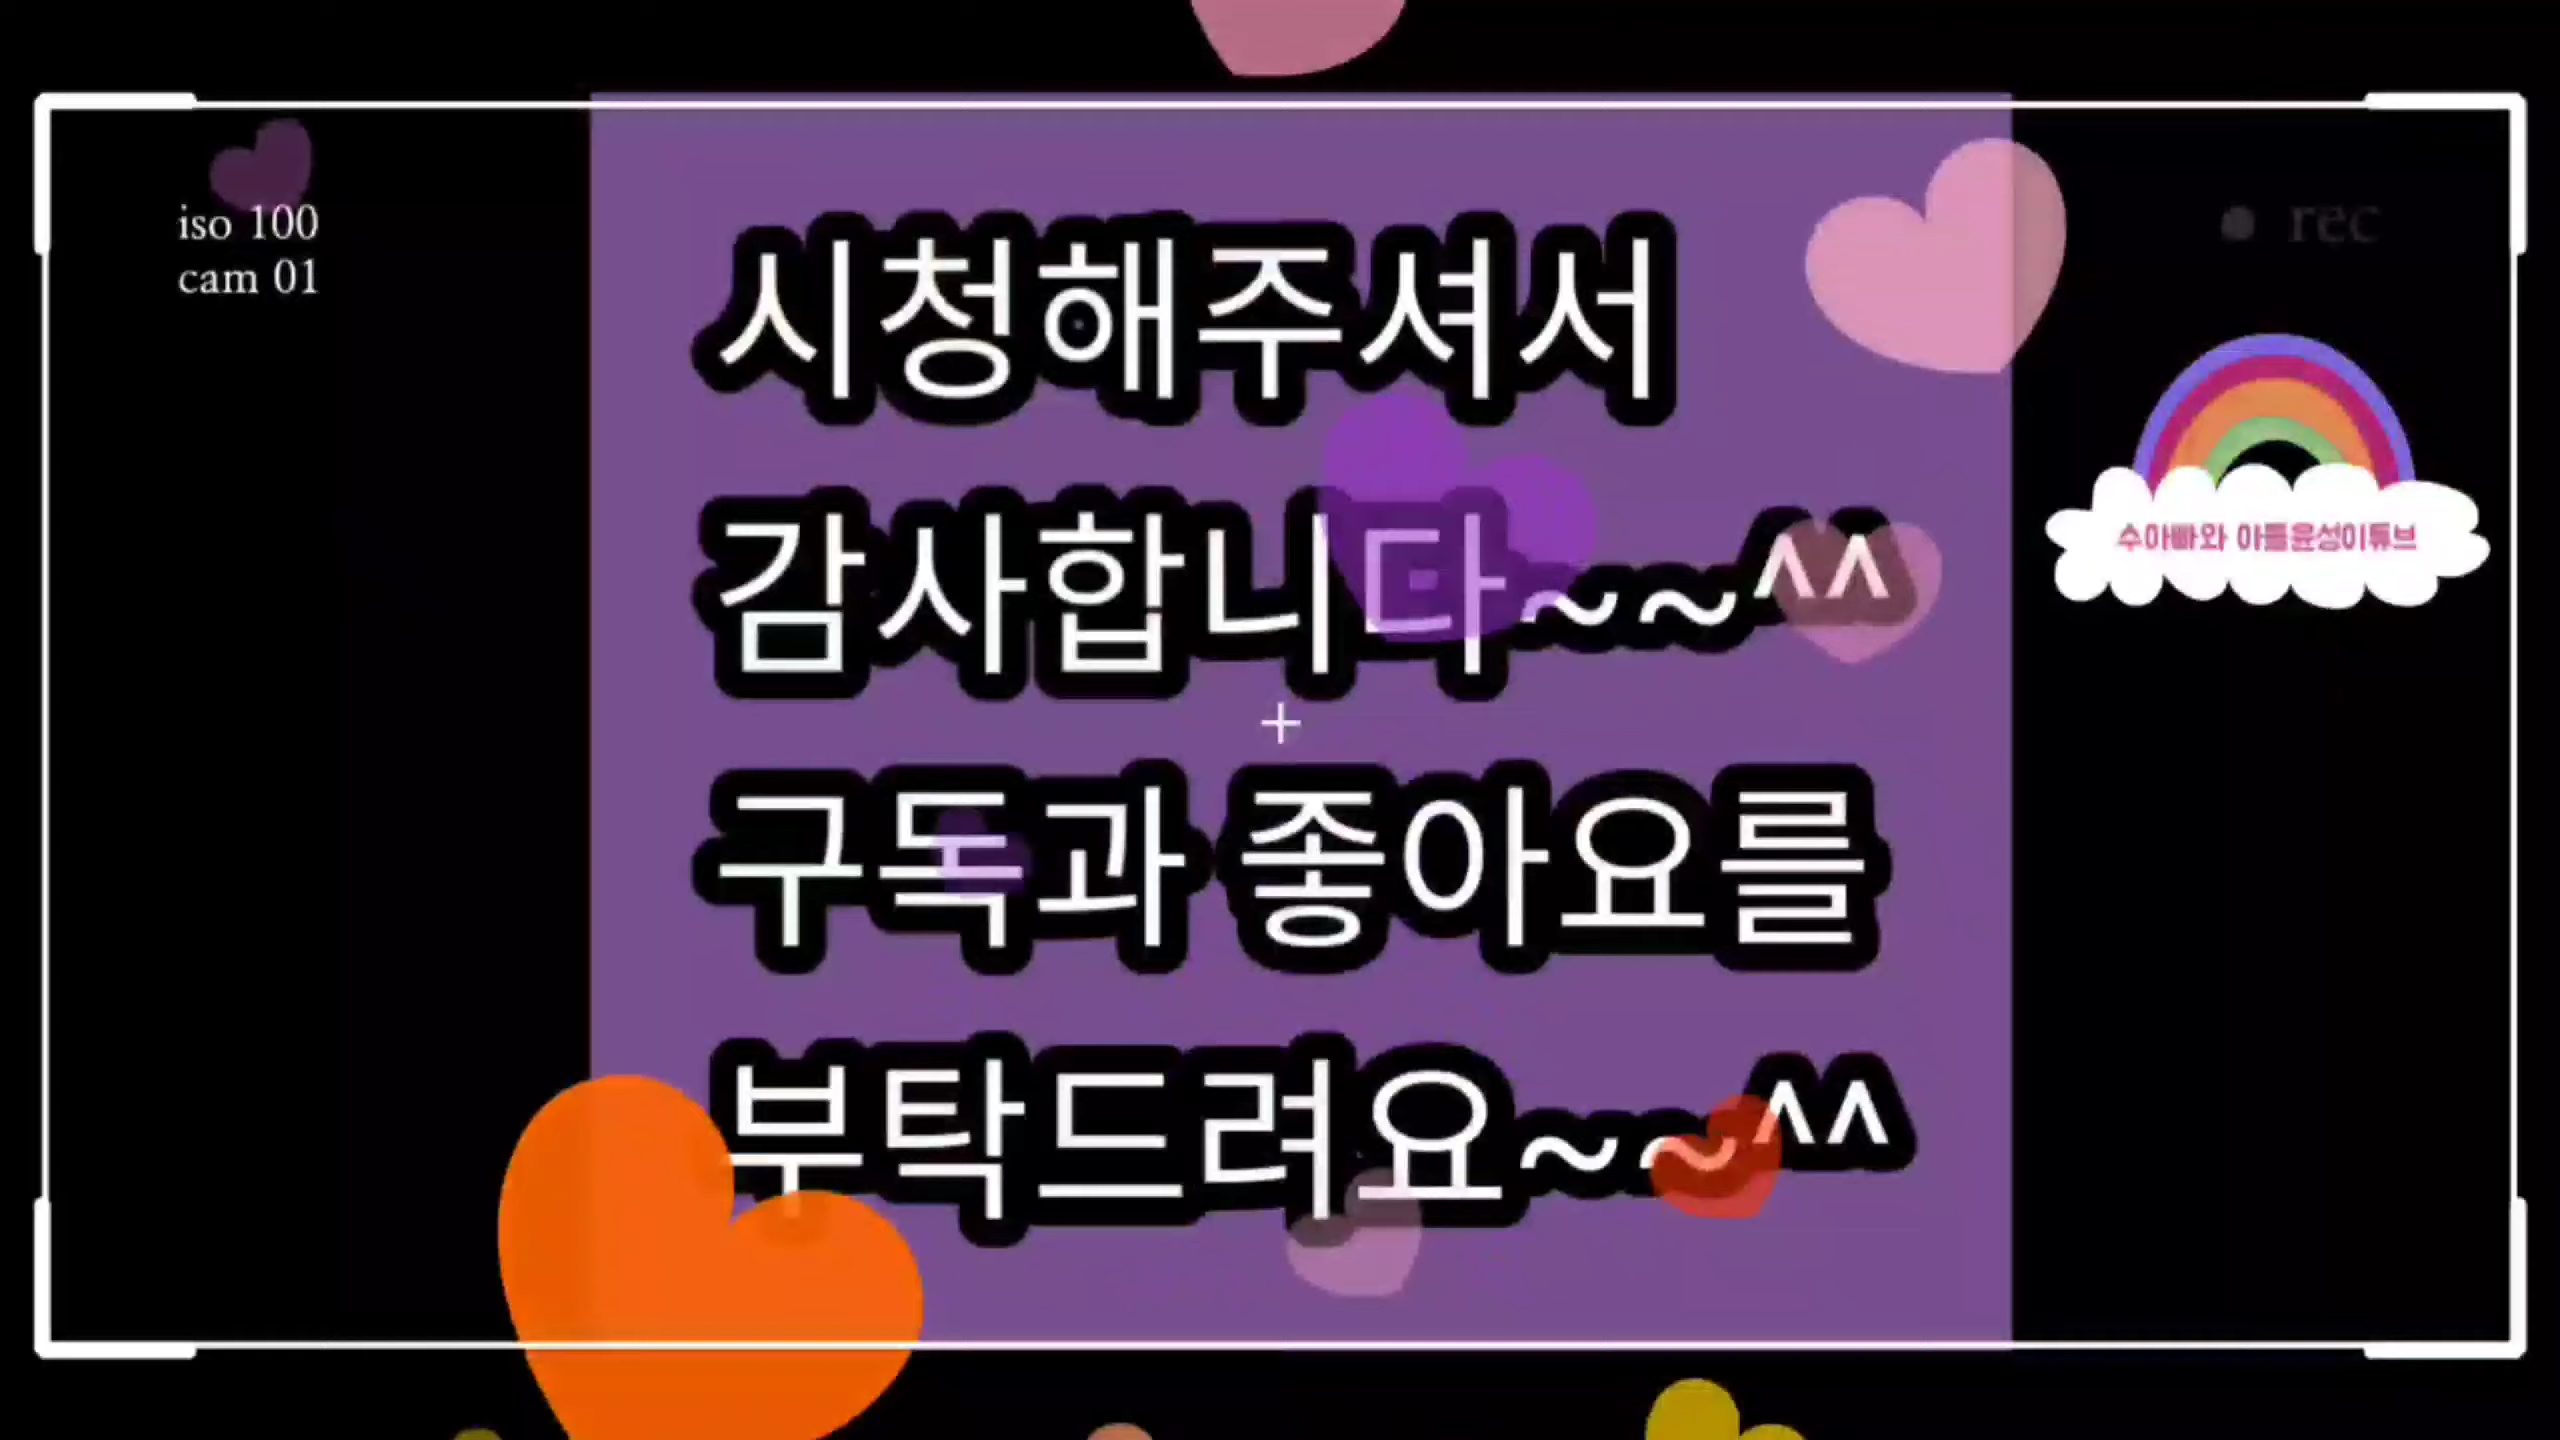 iso 100
cam 01
rec
시청해주셔서
감사합니다~~^^
구독과 좋아요를
부탁드려요~~^^
수아빠와 아들윤성이튜브